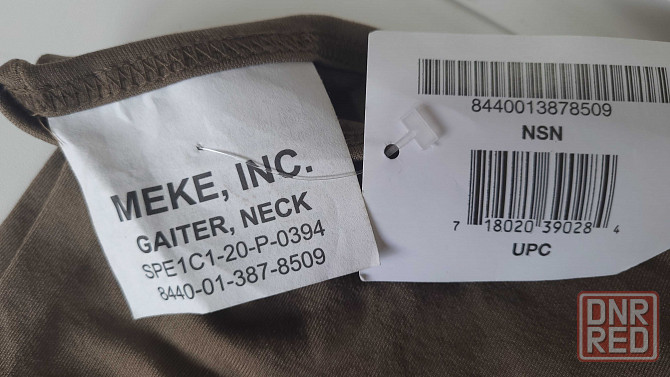 MEKE, INC.
GAITER, NECK
SPE1C1-20-P-0394
8440-01-387-8509
8440013878509
NSN
7 18020 39028 4
UPC
DNR
RED